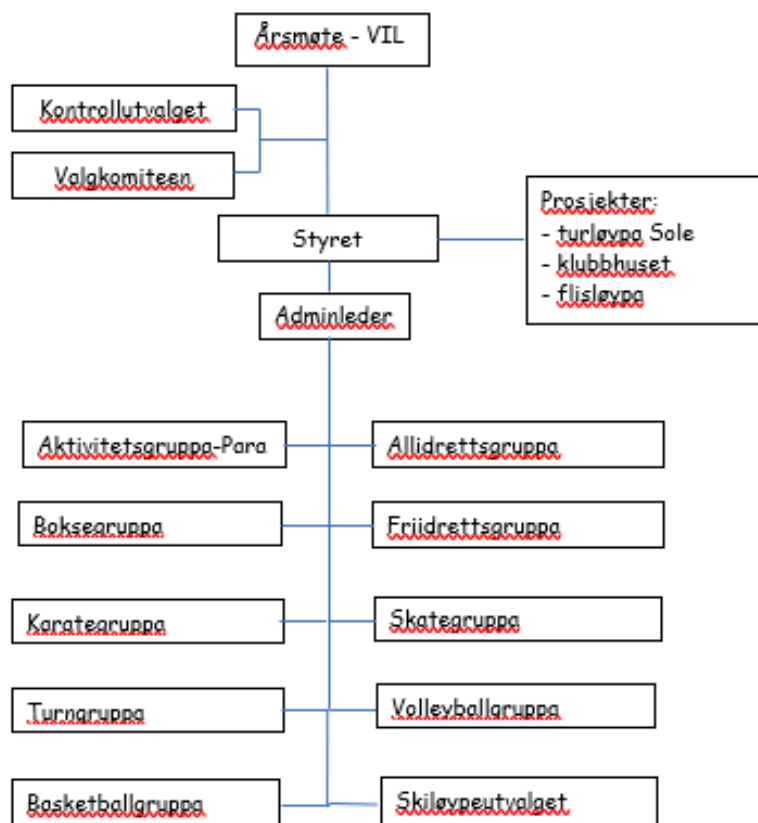 Årsmøte - VIL
Kontrollutvalget
Valgkomiteen
Prosjekter:
- turløypa Sole
- klubbhuset
- flisløypa
Styret
Adminleder
Aktivitetsgruppa-Para
Allidrettsgruppa
Boksegruppa
Friidrettsgruppa
Karategruppa
Skategruppa
Turngruppa
Volleyballgruppa
Basketballgruppa
Skiløypeutvalget